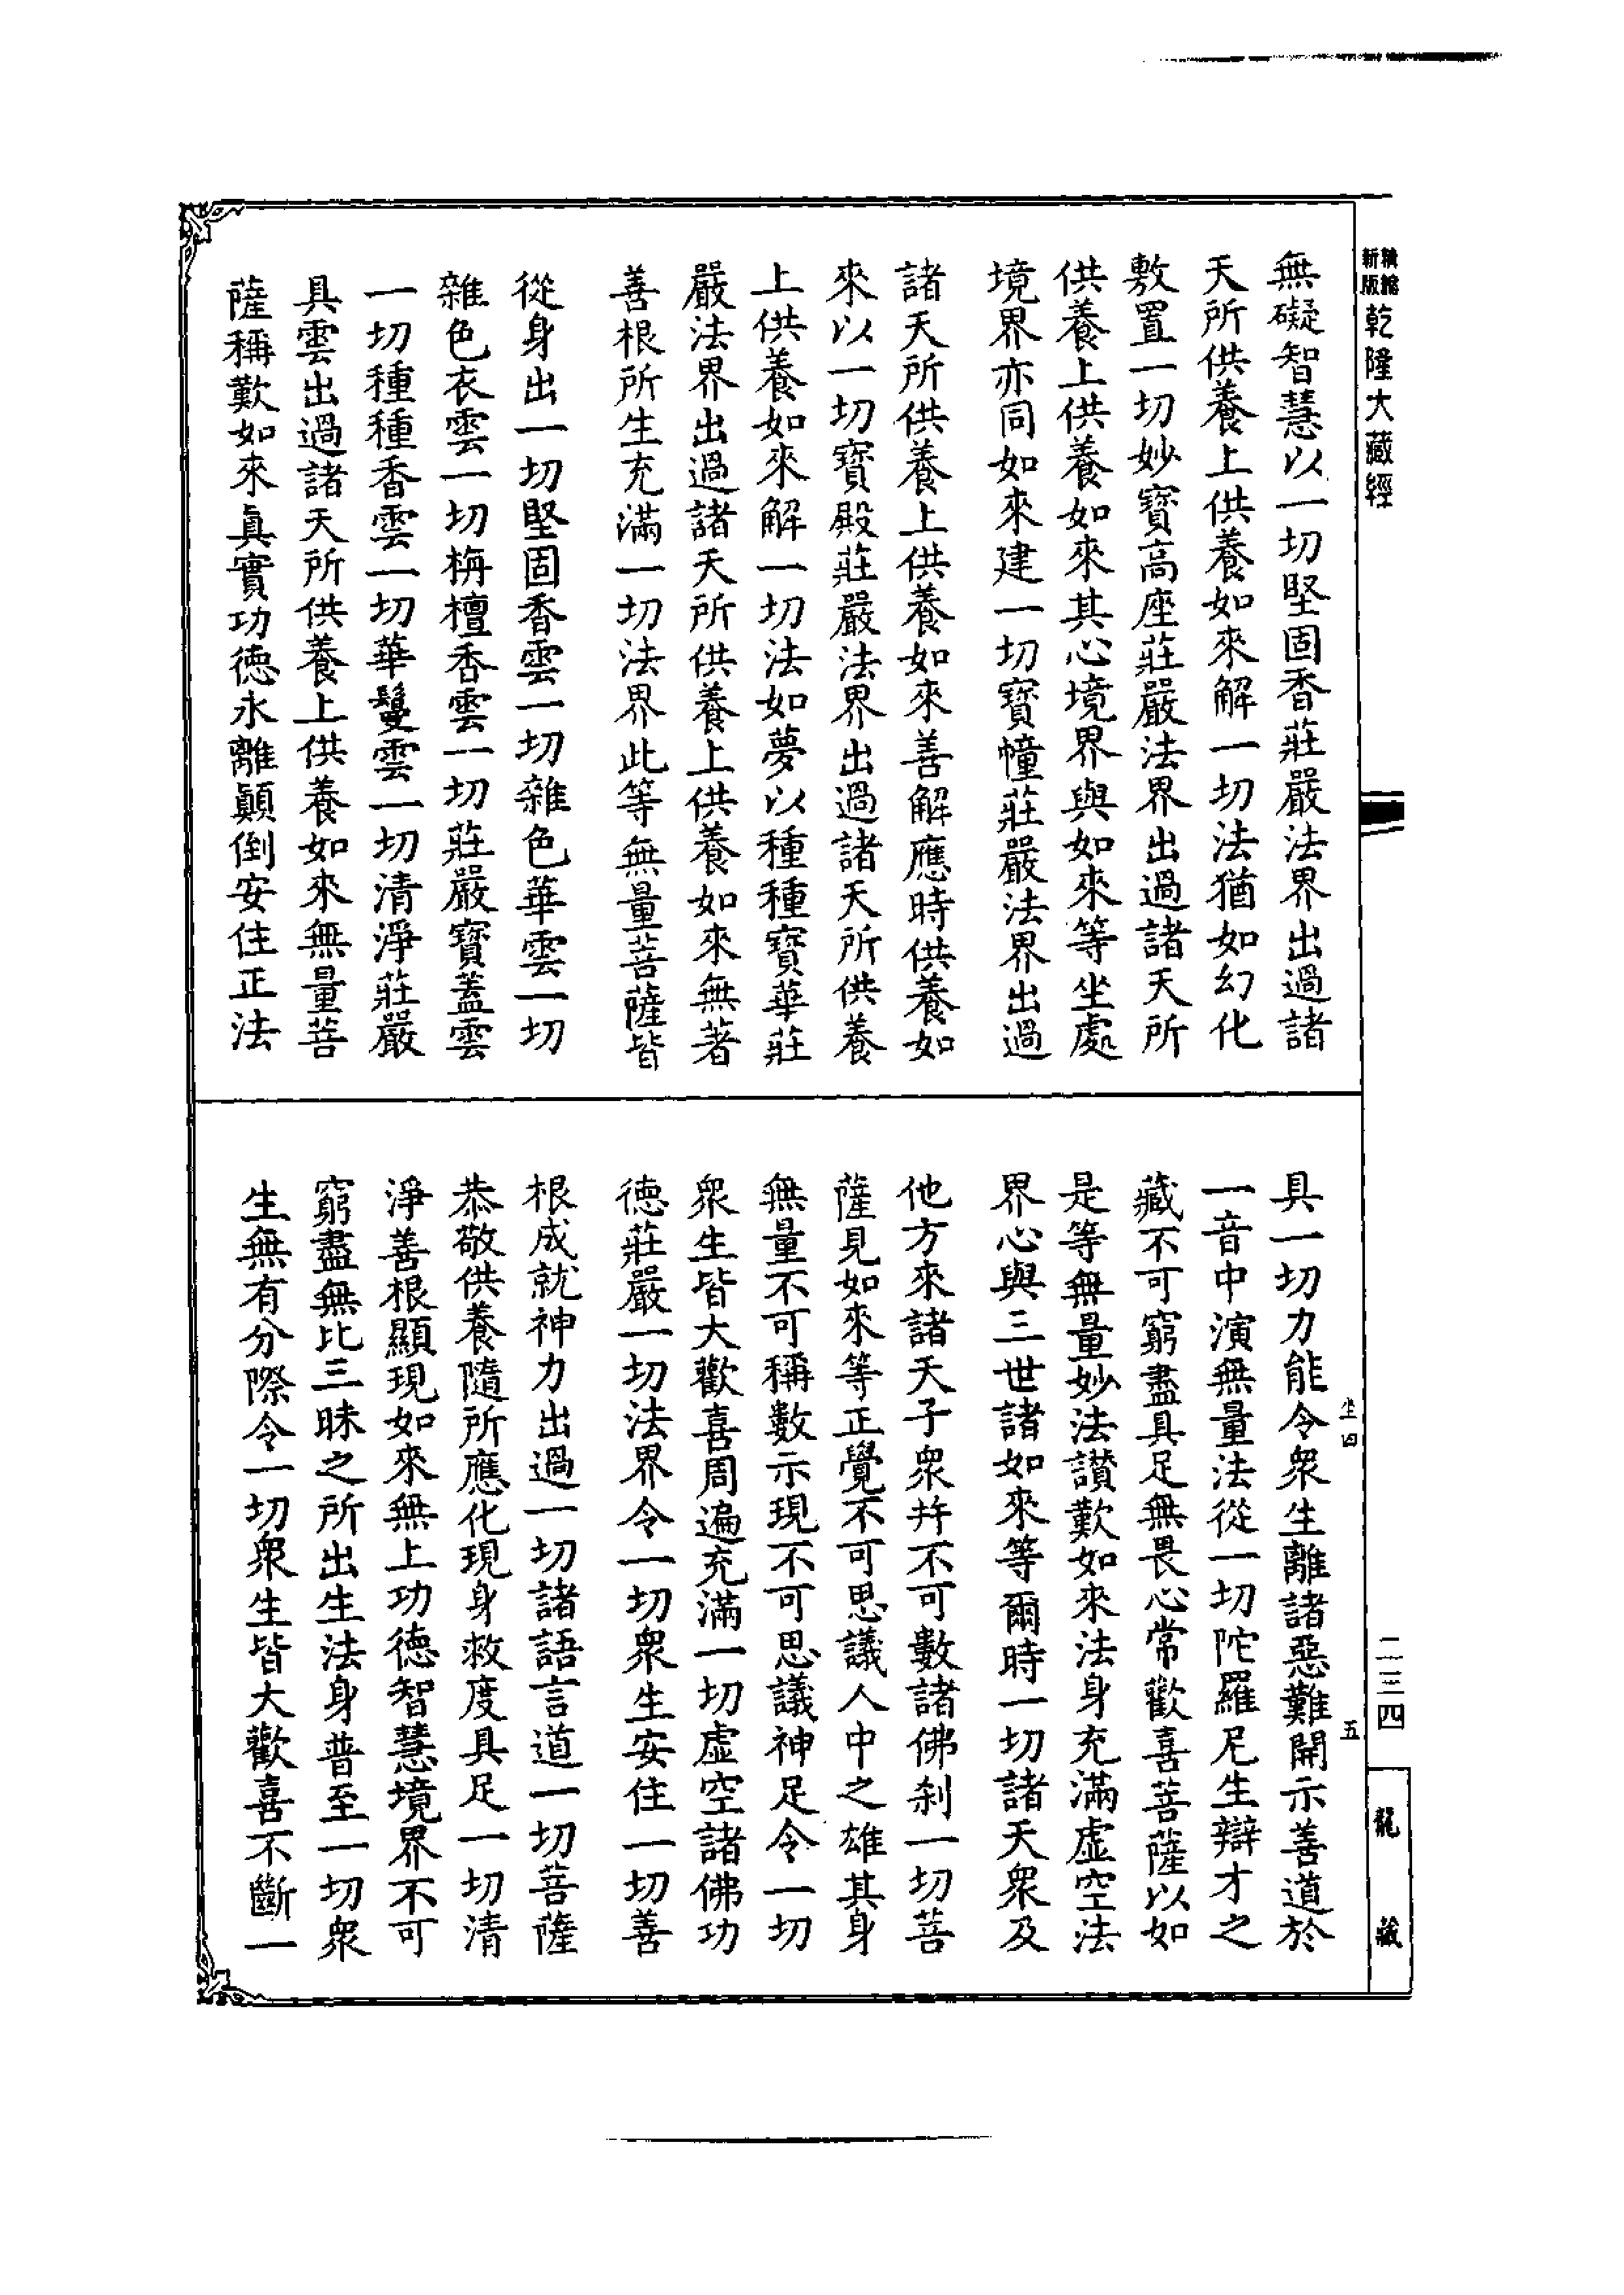 新版精縮乾隆大藏經
無礙智慧以一切堅固香莊嚴法界出過諸
天所供養上供養如來解一切法猶如幻化
敷置一切妙寶高座莊嚴法界出過諸天所
供養上供養如來其心境界與如來等坐處
境界亦同如來建一切寶幢莊嚴法界出過
諸天所供養上供養如來善解應時供養如
來以一切寶殿莊嚴法界出過諸天所供養
上供養如來解一切法如夢以種種寶華莊
嚴法界出過諸天所供養上供養如來無著
善根所生充滿一切法界此等無量菩薩皆
從身出一切堅固香雲一切雜色華雲一切
雜色衣雲一切栴檀香雲一切莊嚴寶蓋雲
一切種種香雲一切華鬘雲一切清淨莊嚴
具雲出過諸天所供養上供養如來無量菩
薩稱歎如來真實功德永離顛倒安住正法
具一切力能令眾生離諸惡難開示善道於
一音中演無量法從一切陀羅尼生辯才之
藏不可窮盡具足無畏心常歡喜菩薩以如
是等無量妙法讃歎如來法身充滿虛空法
界心與三世諸如來等爾時一切諸天眾及
他方來諸天子眾并不可數諸佛剎一切菩
薩見如來等正覺不可思議人中之雄其身
無量不可稱數示現不可思議神足令一切
眾生皆大歡喜周遍充滿一切虛空諸佛功
德莊嚴一切法界令一切眾生安住一切善
根成就神力出過一切諸語言道一切菩薩
恭敬供養隨所應化現身救度具足一切清
淨善根顯現如來無上功德智慧境界不可
窮盡無比三昧之所出生法身普至一切眾
生無有分際令一切眾生皆大歡喜不斷一
坐四
五
二三四
龍藏